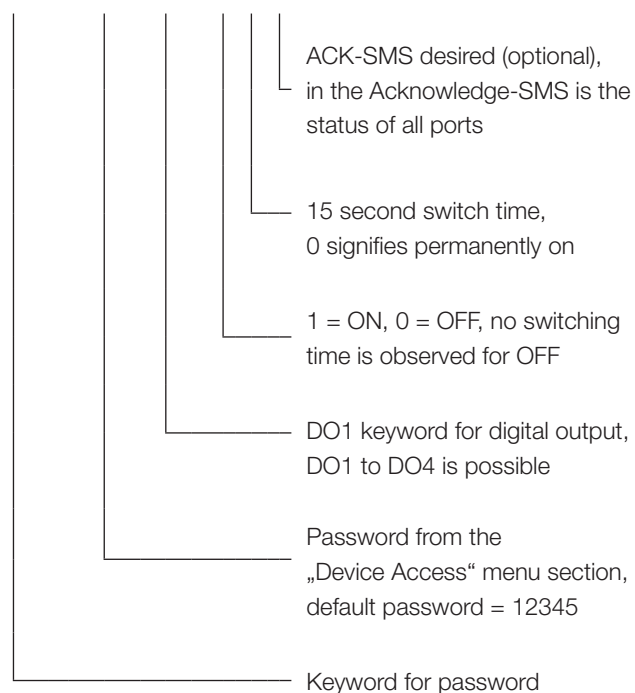 ACK-SMS desired (optional),
in the Acknowledge-SMS is the
status of all ports
15 second switch time,
0 signifies permanently on
1 = ON, 0 = OFF, no switching
time is observed for OFF
DO1 keyword for digital output,
DO1 to DO4 is possible
Password from the
„Device Access“ menu section,
default password = 12345
Keyword for password